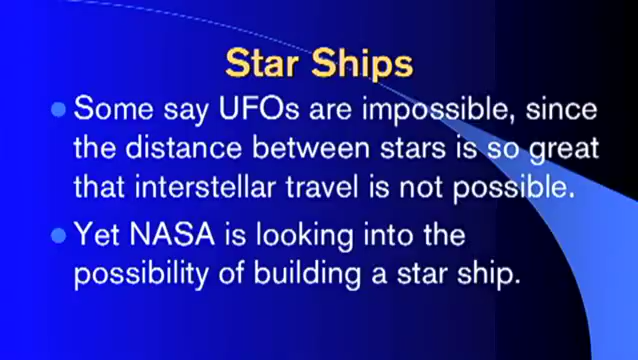 Star Ships
Some say UFOs are impossible, since
the distance between stars is so great
that interstellar travel is not possible.
Yet NASA is looking into the
possibility of building a star ship.